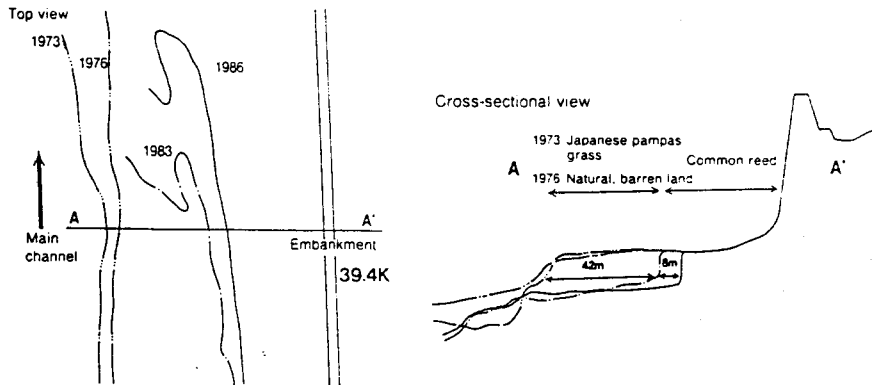 Top view
1973
1976
1986
1983
A
A'
Main
channel
Embankment
39.4K
Cross-sectional view
1973 Japanese pampas
grass
Common reed
A
A'
1976 Natural, barren land
42m
8m